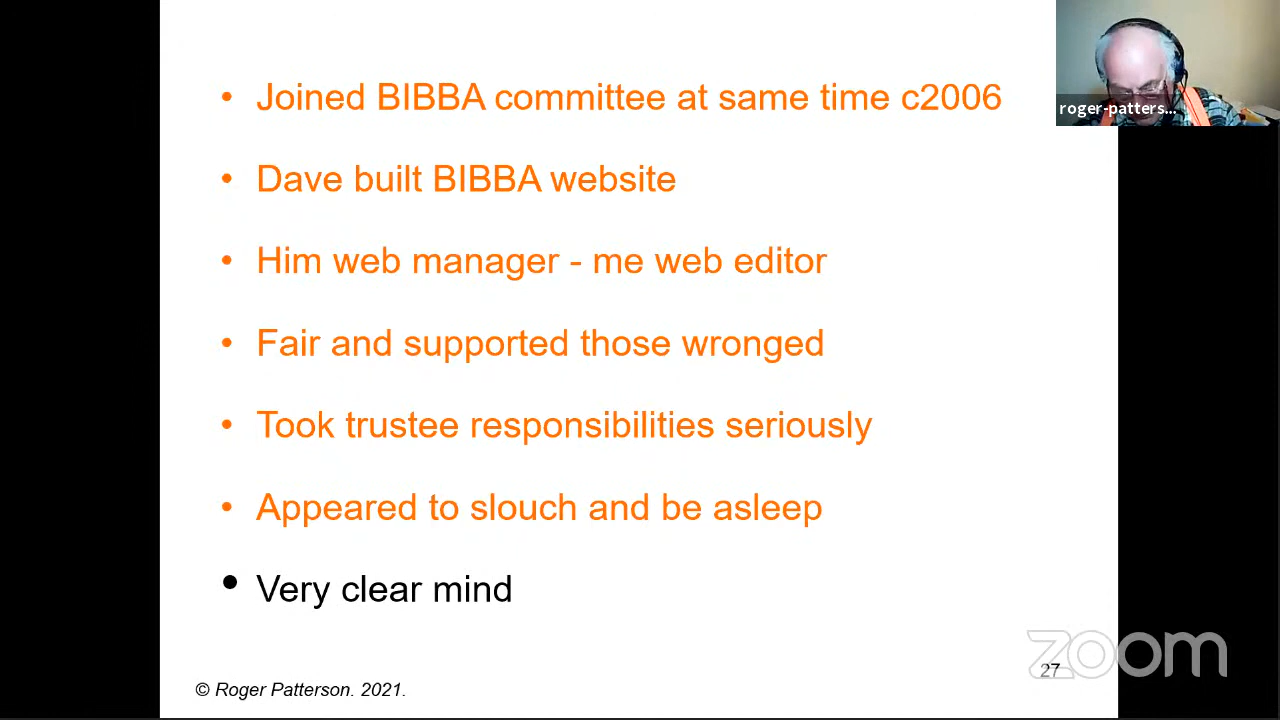 • Joined BIBBA committee at same time c2006
roger-patters...
• Dave built BIBBA website
• Him web manager - me web editor
• Fair and supported those wronged
• Took trustee responsibilities seriously
• Appeared to slouch and be asleep
• Very clear mind
zoom
27
© Roger Patterson. 2021.